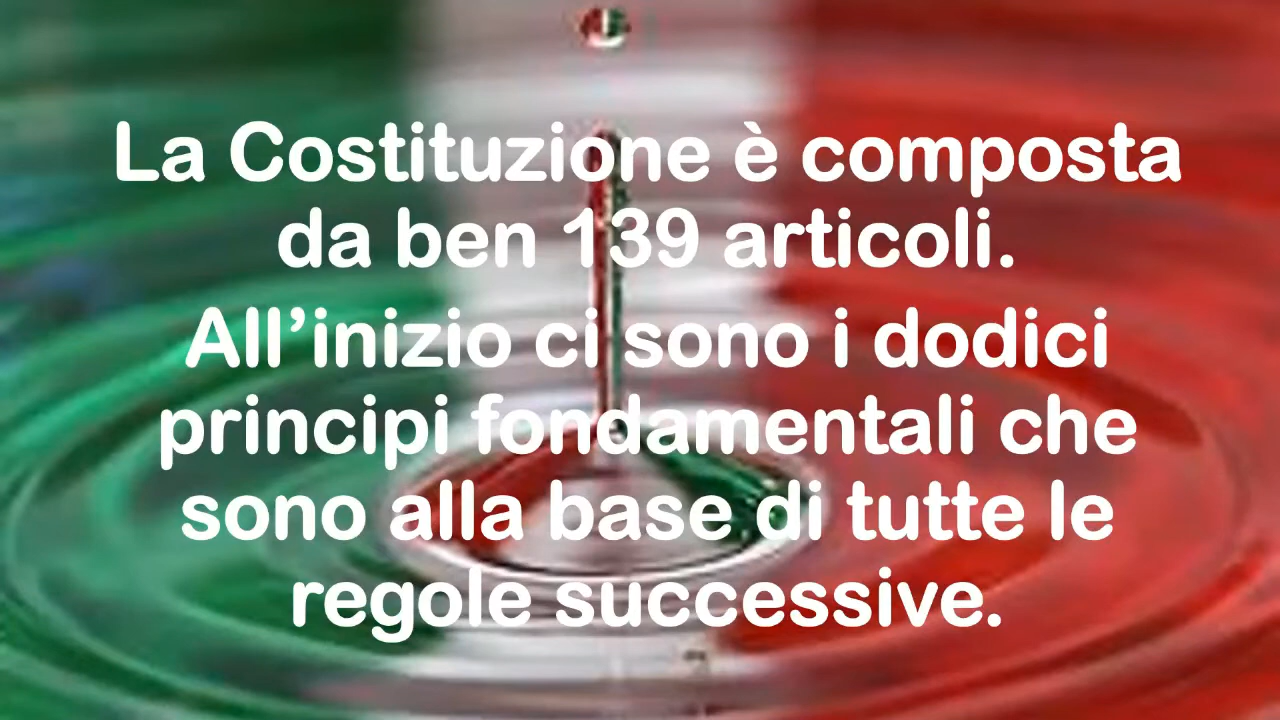 La Costituzione è composta
da ben 139 articoli.
All’inizio ci sono i dodici
principi fondamentali che
sono alla base di tutte le
regole successive.